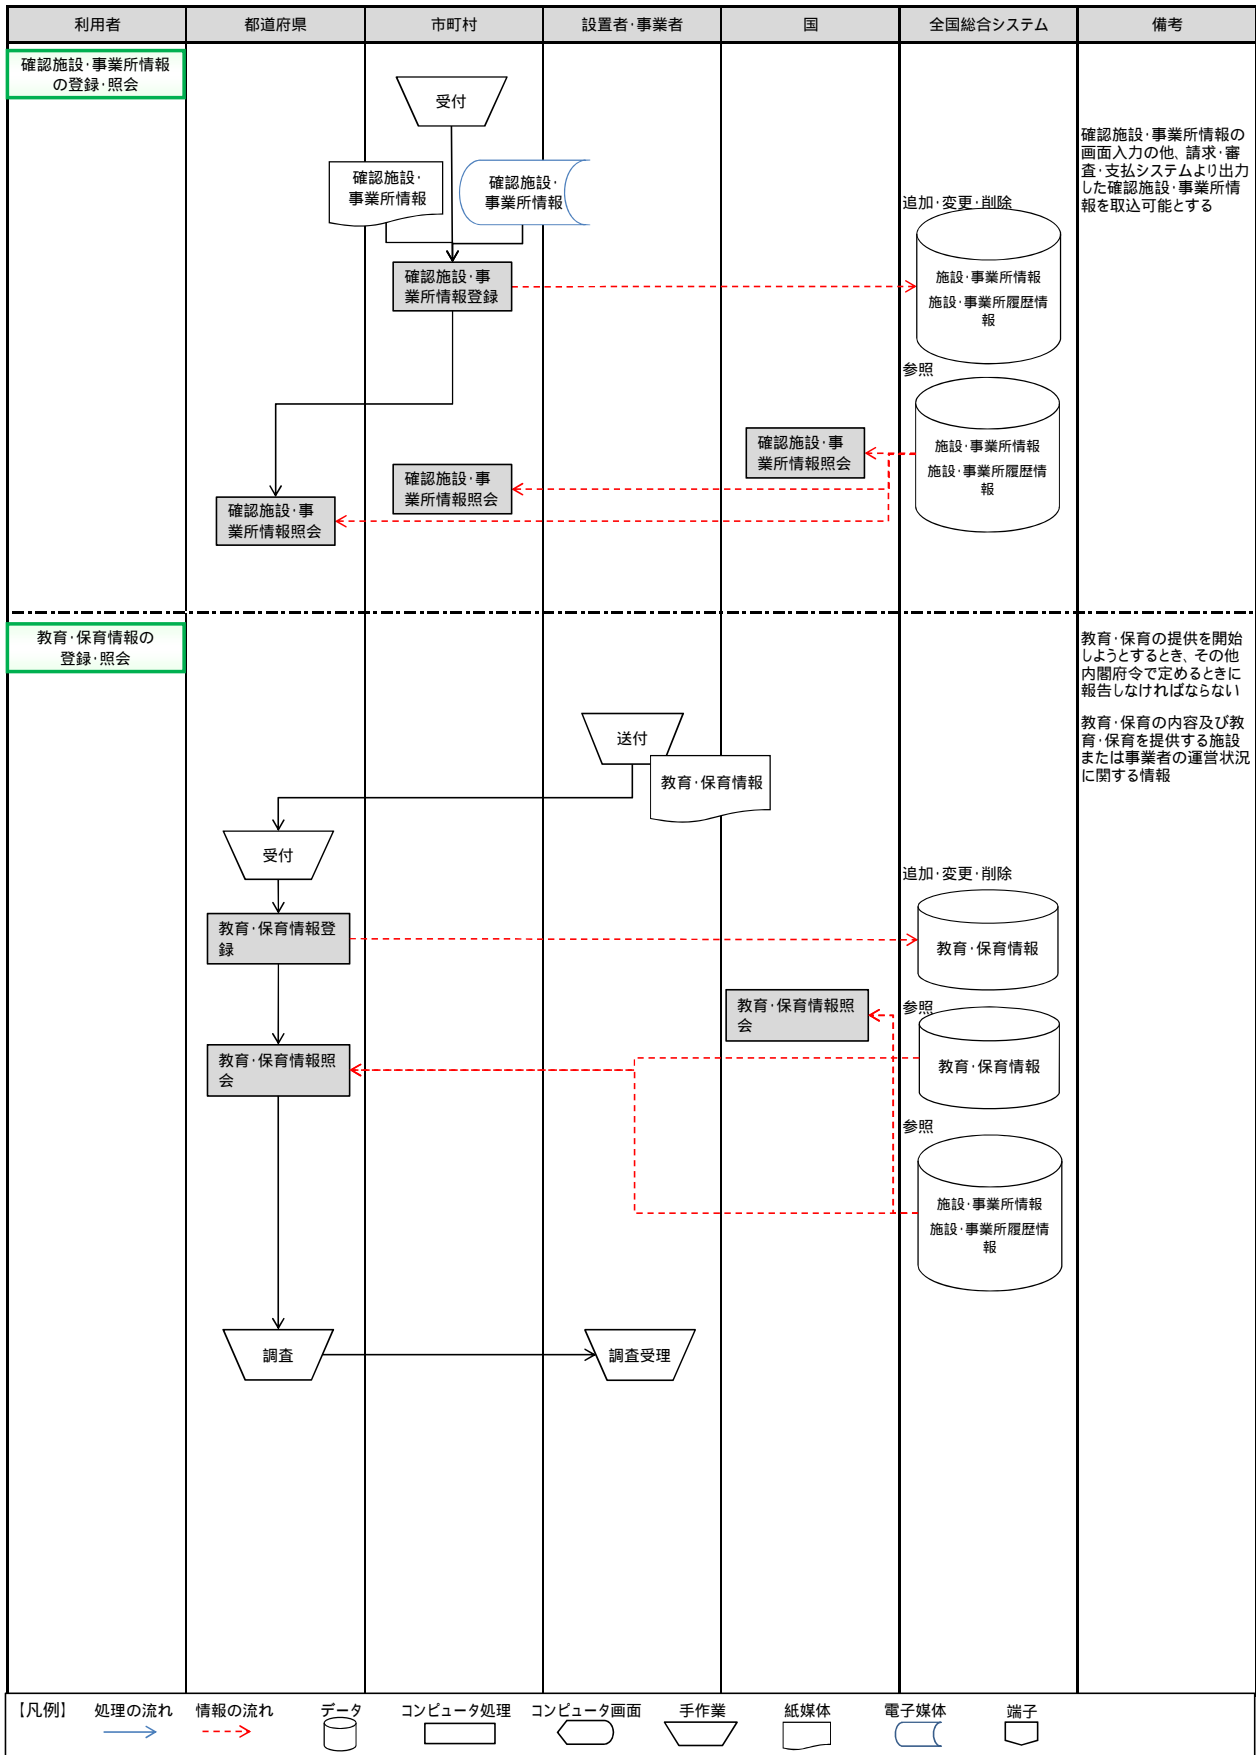 利用者
都道府県
市町村
設置者・事業者
国
全国総合システム
備考
確認施設・事業所情報
の登録・照会
受付
確認施設・
事業所情報
確認施設・
事業所情報
確認施設・事業所情報の
画面入力の他、請求・審
査・支払システムより出力
した確認施設・事業所情
報を取込可能とする
追加・変更・削除
確認施設・事
業所情報登録
施設・事業所情報
施設・事業所履歴情
報
参照
確認施設・事
業所情報照会
施設・事業所情報
施設・事業所履歴情
報
確認施設・事
業所情報照会
確認施設・事
業所情報照会
教育・保育情報の
登録・照会
教育・保育の提供を開始
しようとするとき、その他
内閣府令で定めるときに
報告しなければならない
教育・保育の内容及び教
育・保育を提供する施設
または事業者の運営状況
に関する情報
送付
教育・保育情報
受付
追加・変更・削除
教育・保育情報登
録
教育・保育情報
教育・保育情報照
会
参照
教育・保育情報照
会
教育・保育情報
参照
施設・事業所情報
施設・事業所履歴情
報
調査
調査受理
【凡例】
処理の流れ
情報の流れ
データ
コンピュータ処理
コンピュータ画面
手作業
紙媒体
電子媒体
端子